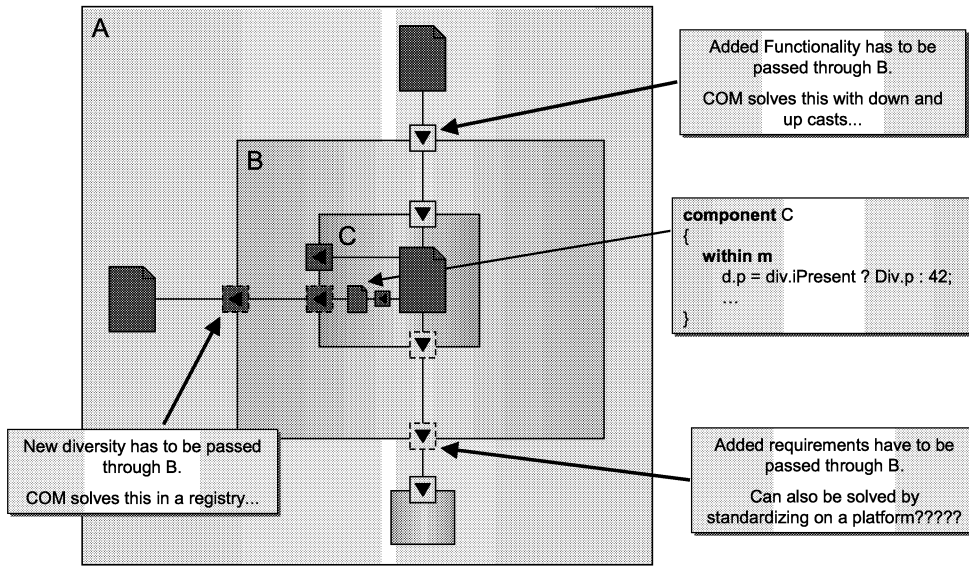 A
Added Functionality has to be
passed through B.
COM solves this with down and
up casts...
B
C
component C
{
within m
d.p = div.iPresent ? Div.p : 42;
...
}
New diversity has to be passed
through B.
COM solves this in a registry...
Added requirements have to be
passed through B.
Can also be solved by
standardizing on a platform?????